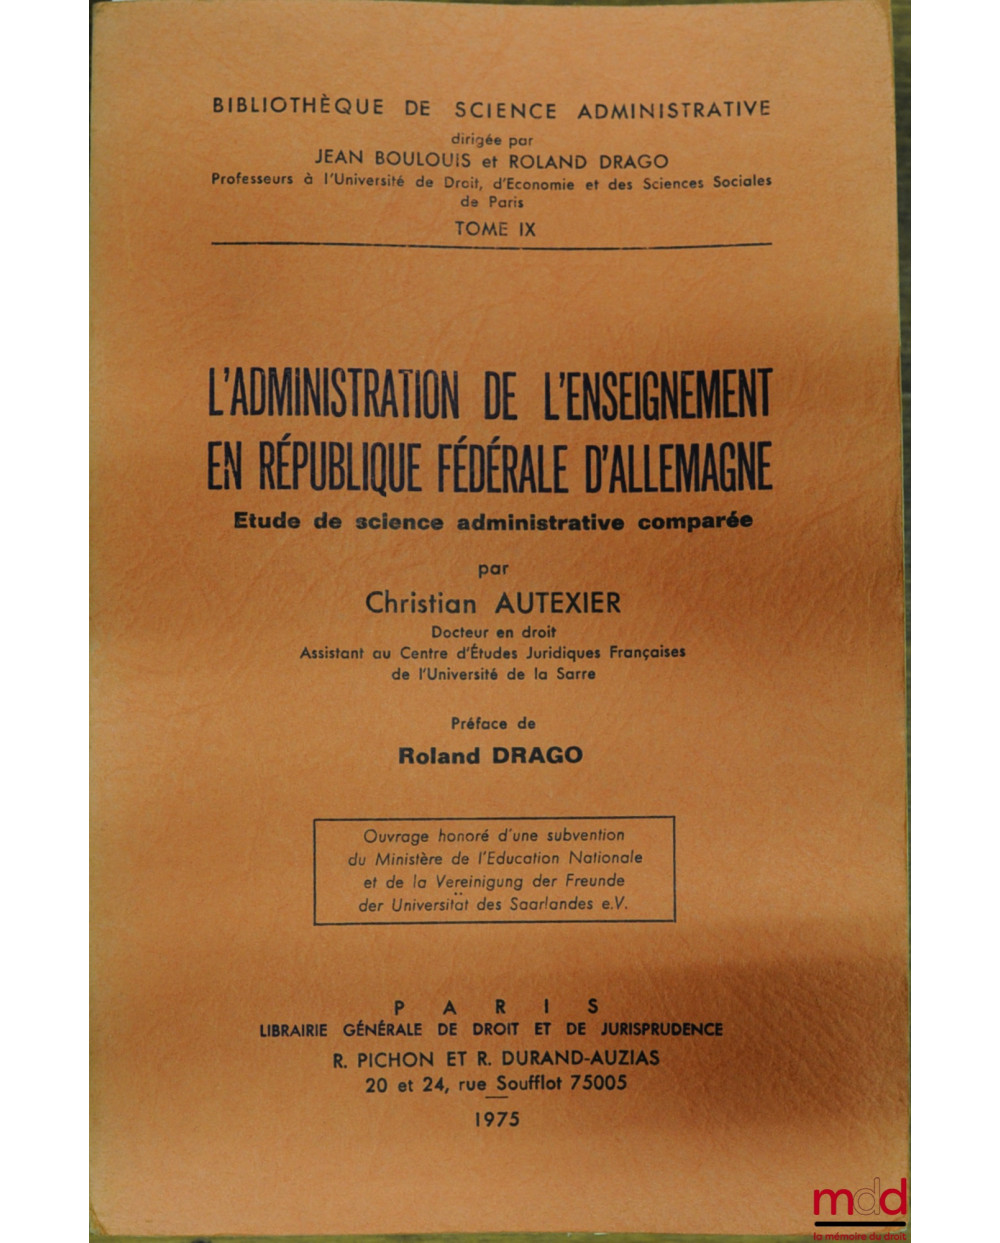 BIBLIOTHÈQUE DE SCIENCE ADMINISTRATIVE
dirigée par
JEAN BOULOUIS et ROLAND DRAGO
Professeurs à l'Université de Droit, d'Economie et des Sciences Sociales
de Paris
TOME IX
L'ADMINISTRATION DE L'ENSEIGNEMENT
EN RÉPUBLIQUE FÉDÉRALE D'ALLEMAGNE
Etude de science administrative comparée
par
Christian AUTEXIER
Docteur en droit
Assistant au Centre d'Études Juridiques Françaises
de l'Université de la Sarre
Préface de
Roland DRAGO
Ouvrage honoré d'une subvention
du Ministère de l'Education Nationale
et de la Vereinigung der Freunde
der Universität des Saarlandes e.V.
PARIS
LIBRAIRIE GÉNÉRALE DE DROIT ET DE JURISPRUDENCE
R. PICHON ET R. DURAND-AUZIAS
20 et 24, rue Soufflot 75005
1975
mdd
la mémoire du droit